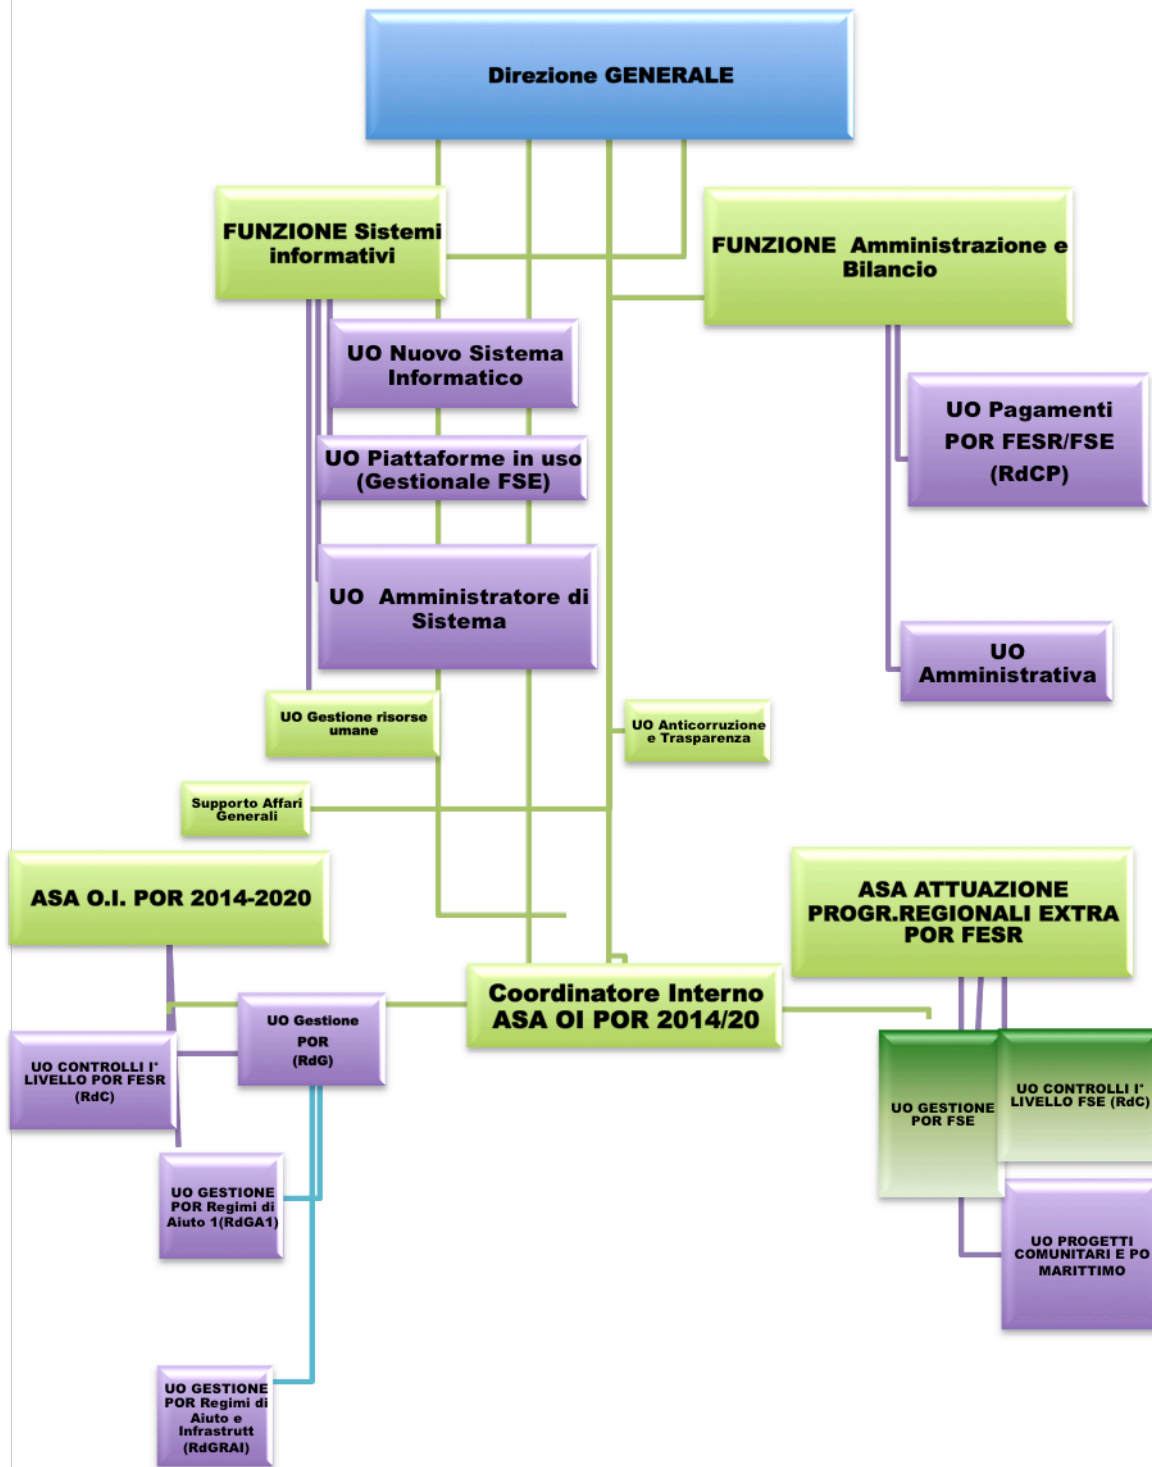 Direzione GENERALE
FUNZIONE Sistemi
informativi
FUNZIONE  Amministrazione e
Bilancio
UO Nuovo Sistema
Informatico
UO Pagamenti
POR FESR/FSE
(RdCP)
UO Piattaforme in uso
(Gestionale FSE)
UO  Amministratore di
Sistema
UO
Amministrativa
UO Gestione risorse
umane
UO Anticorruzione
e Trasparenza
Supporto Affari
Generali
ASA O.I. POR 2014-2020
ASA ATTUAZIONE
PROGR.REGIONALI EXTRA
POR FESR
Coordinatore Interno
ASA OI POR 2014/20
UO Gestione
POR
(RdG)
UO CONTROLLI I°
LIVELLO POR FESR
(RdC)
UO GESTIONE
POR FSE
UO CONTROLLI I°
LIVELLO FSE (RdC)
UO GESTIONE
POR Regimi di
Aiuto 1(RdGA1)
UO PROGETTI
COMUNITARI E PO
MARITTIMO
UO GESTIONE
POR Regimi di
Aiuto e
Infrastrutt
(RdGRAI)